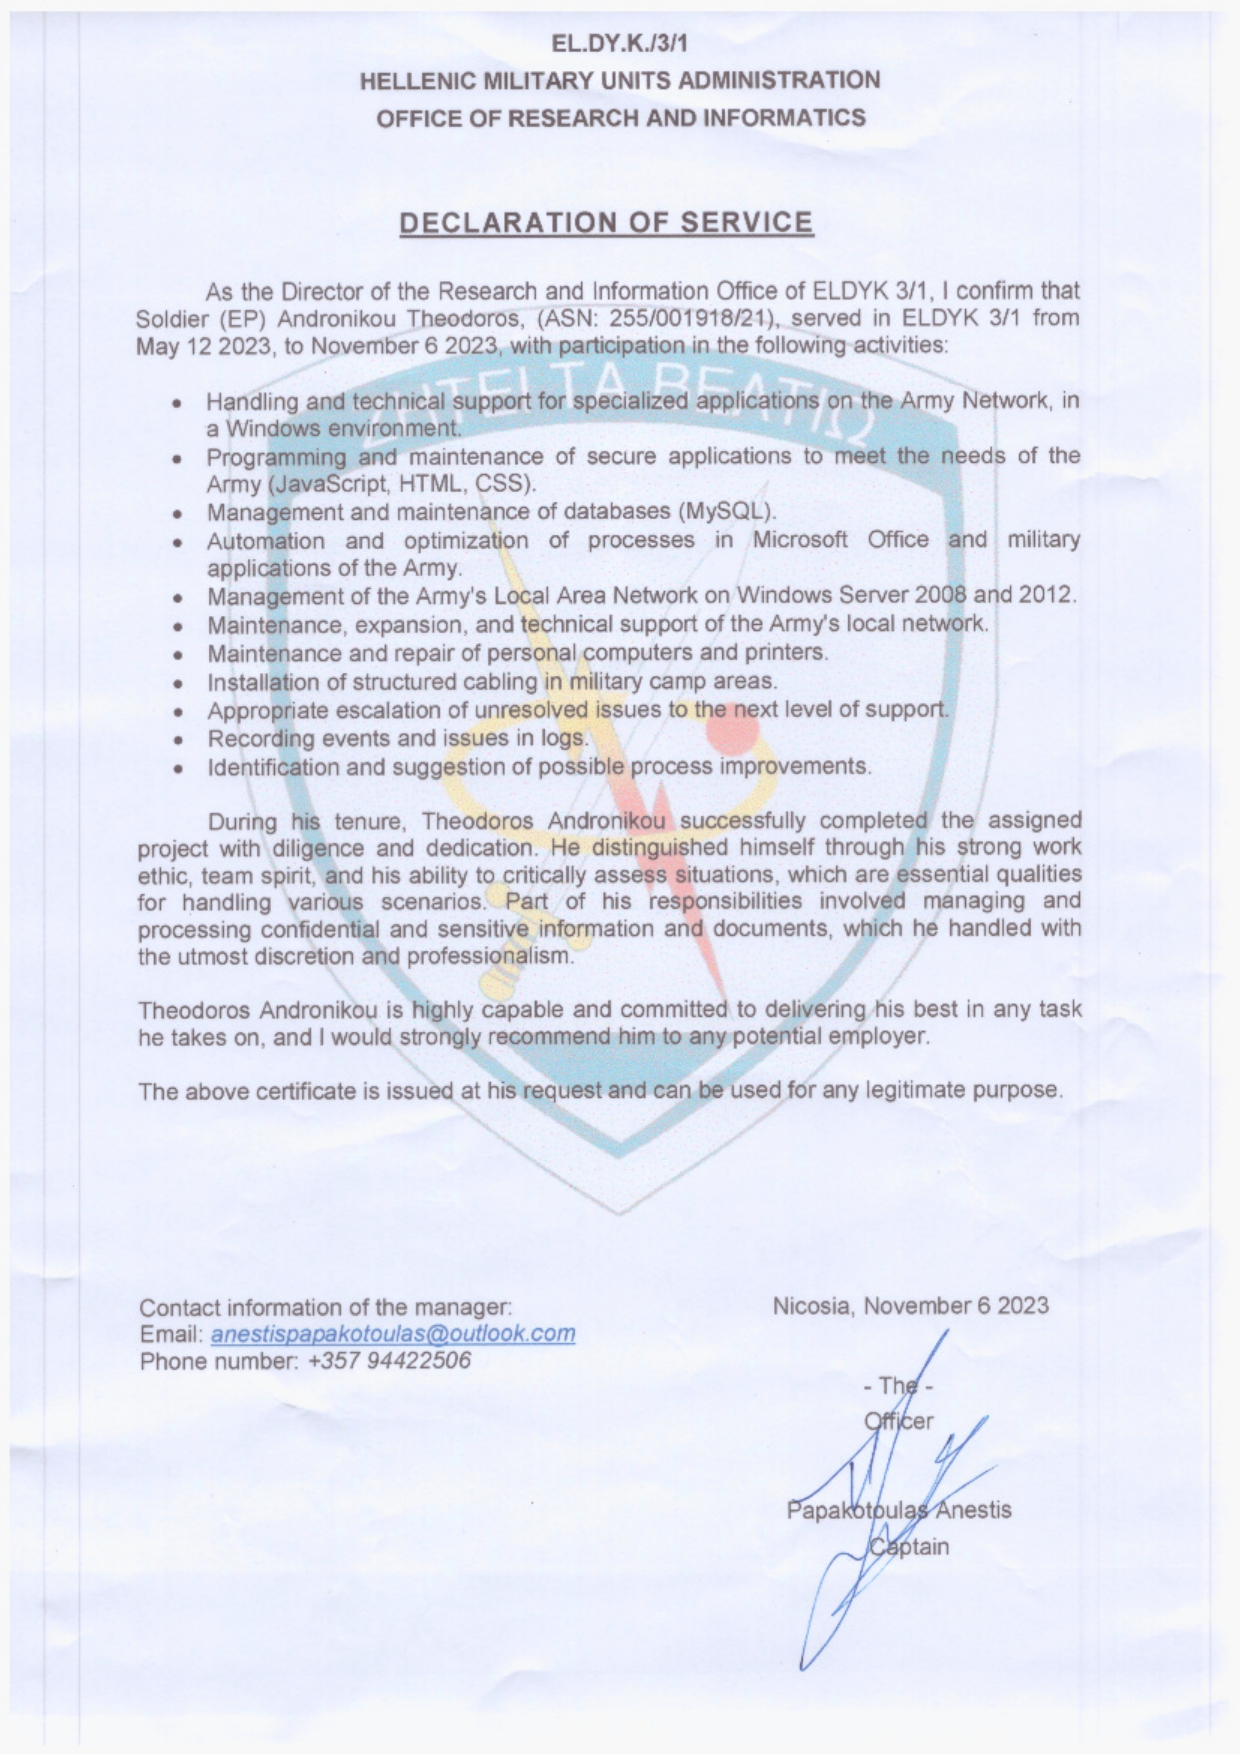 EL.DY.K./3/1
HELLENIC MILITARY UNITS ADMINISTRATION
OFFICE OF RESEARCH AND INFORMATICS
DECLARATION OF SERVICE
As the Director of the Research and Information Office of ELDYK 3/1, I confirm that
Soldier (EP) Andronikou Theodoros, (ASN: 255/001918/21), served in ELDYK 3/1 from
May 12 2023, to November 6 2023, with participation in the following activities:
ΖΗΤΕΙ ΤΑ ΒΕΛΤΙΩ
• Handling and technical support for specialized applications on the Army Network, in
a Windows environment.
• Programming and maintenance of secure applications to meet the needs of the
Army (JavaScript, HTML, CSS).
• Management and maintenance of databases (MySQL).
• Automation and optimization of processes in Microsoft Office and military
applications of the Army.
• Management of the Army's Local Area Network on Windows Server 2008 and 2012.
• Maintenance, expansion, and technical support of the Army's local network.
• Maintenance and repair of personal computers and printers.
• Installation of structured cabling in military camp areas.
• Appropriate escalation of unresolved issues to the next level of support.
• Recording events and issues in logs.
• Identification and suggestion of possible process improvements.
During his tenure, Theodoros Andronikou successfully completed the assigned
project with diligence and dedication. He distinguished himself through his strong work
ethic, team spirit, and his ability to critically assess situations, which are essential qualities
for handling various scenarios. Part of his responsibilities involved managing and
processing confidential and sensitive information and documents, which he handled with
the utmost discretion and professionalism.
Theodoros Andronikou is highly capable and committed to delivering his best in any task
he takes on, and I would strongly recommend him to any potential employer.
The above certificate is issued at his request and can be used for any legitimate purpose.
Contact information of the manager:
Email: anestispapakotoulas@outlook.com
Phone number: +357 94422506
Nicosia, November 6 2023
- The -
Officer
Papakotoulas Anestis
Captain